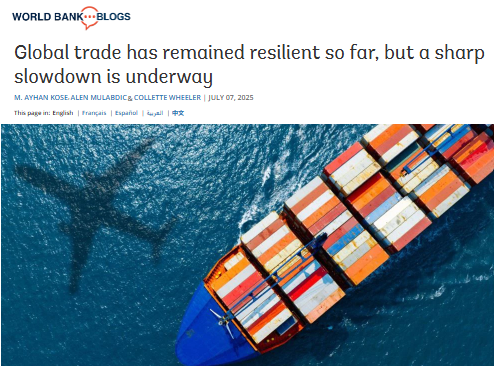 WORLD BANK BLOGS
Global trade has remained resilient so far, but a sharp
slowdown is underway
M. AYHAN KOSE, ALEN MULABDIC & COLLETTE WHEELER | JULY 07, 2025
This page in: English | Français | Español | العربية | 中文